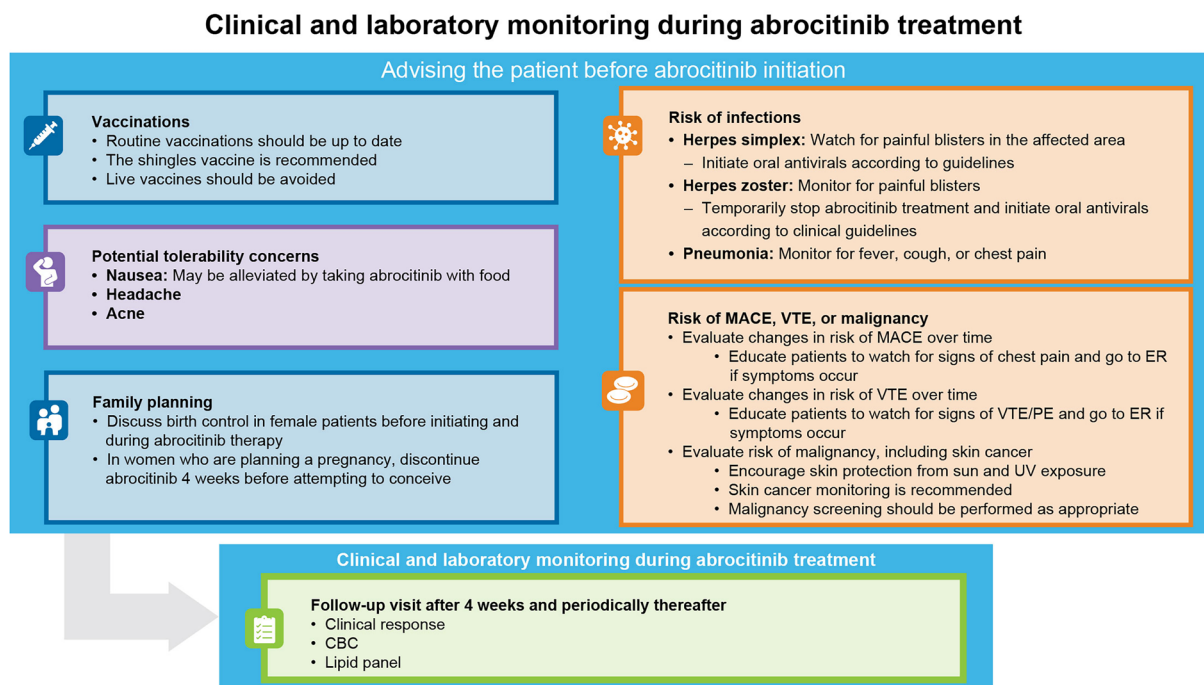 Clinical and laboratory monitoring during abrocitinib treatment
Advising the patient before abrocitinib initiation
Vaccinations
• Routine vaccinations should be up to date
• The shingles vaccine is recommended
• Live vaccines should be avoided
Potential tolerability concerns
• Nausea: May be alleviated by taking abrocitinib with food
• Headache
• Acne
Family planning
• Discuss birth control in female patients before initiating and
during abrocitinib therapy
• In women who are planning a pregnancy, discontinue
abrocitinib 4 weeks before attempting to conceive
Risk of infections
• Herpes simplex: Watch for painful blisters in the affected area
– Initiate oral antivirals according to guidelines
• Herpes zoster: Monitor for painful blisters
– Temporarily stop abrocitinib treatment and initiate oral antivirals
according to clinical guidelines
• Pneumonia: Monitor for fever, cough, or chest pain
Risk of MACE, VTE, or malignancy
• Evaluate changes in risk of MACE over time
• Educate patients to watch for signs of chest pain and go to ER
if symptoms occur
• Evaluate changes in risk of VTE over time
• Educate patients to watch for signs of VTE/PE and go to ER if
symptoms occur
• Evaluate risk of malignancy, including skin cancer
• Encourage skin protection from sun and UV exposure
• Skin cancer monitoring is recommended
• Malignancy screening should be performed as appropriate
Clinical and laboratory monitoring during abrocitinib treatment
Follow-up visit after 4 weeks and periodically thereafter
• Clinical response
• CBC
• Lipid panel